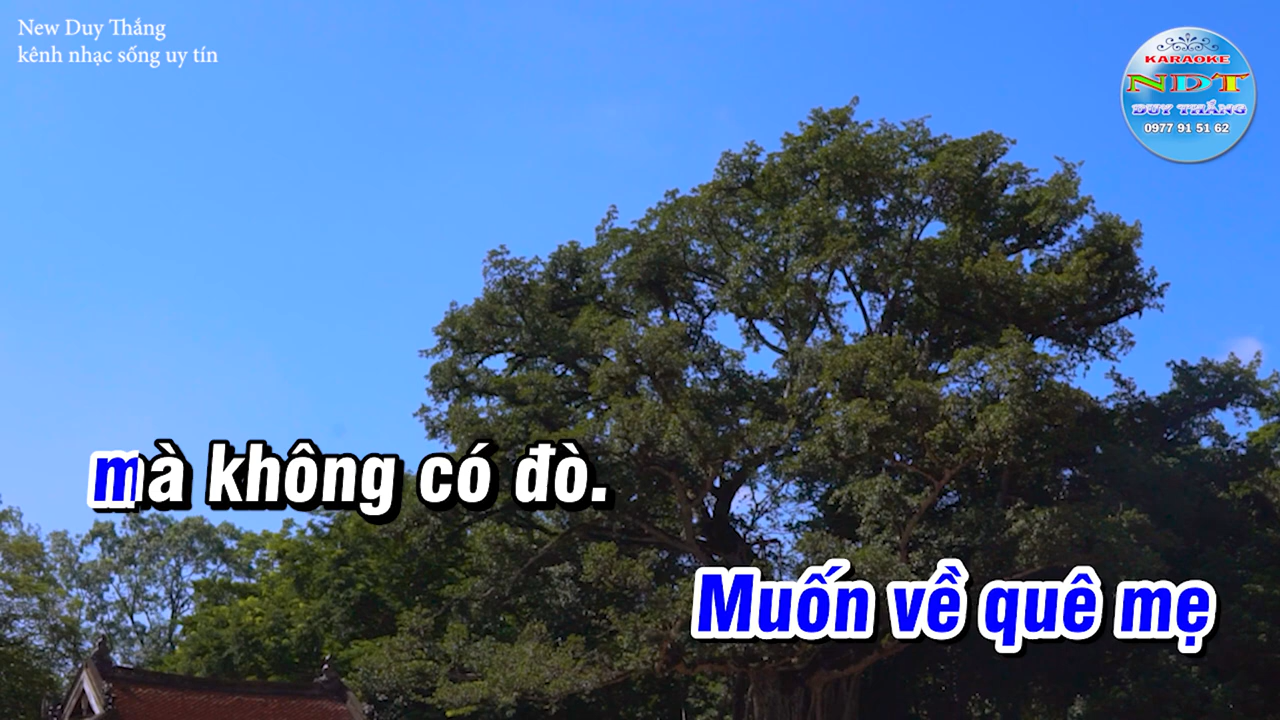 New Duy Thắng
kênh nhạc sống uy tín
KARAOKE
NDT
DUY THẮNG
0977 91 51 62
mà không có đò.
Muốn về quê mẹ